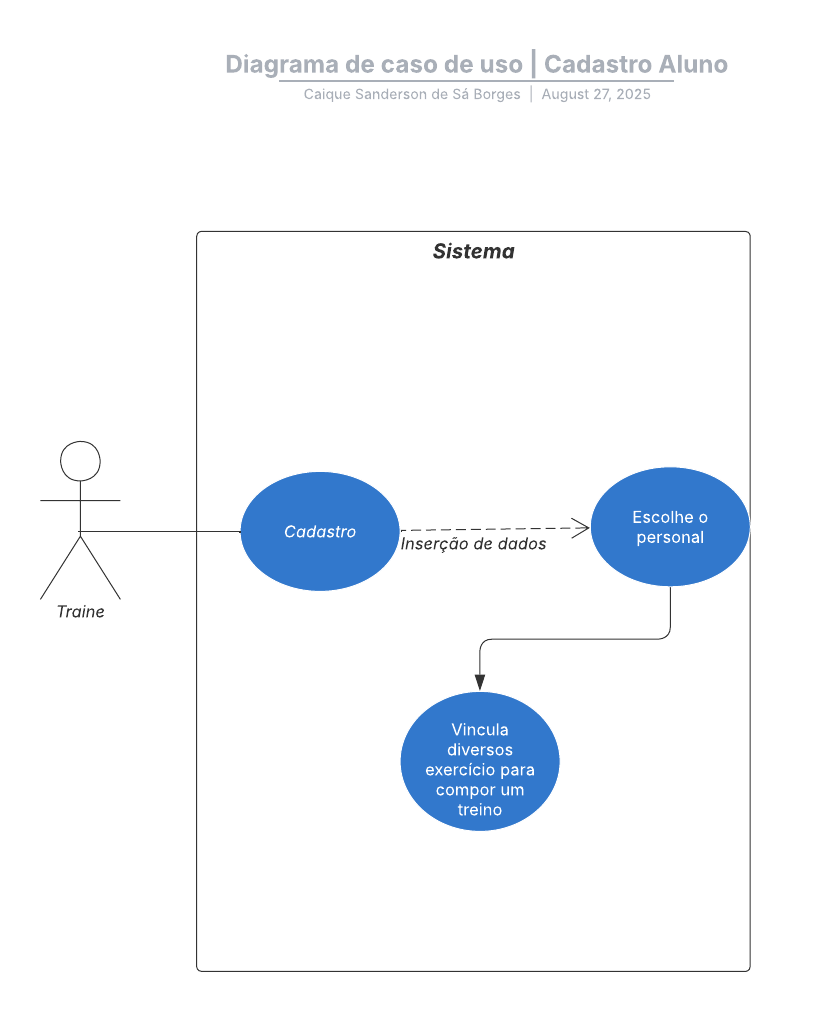 Diagrama de caso de uso | Cadastro Aluno
Caique Sanderson de Sá Borges | August 27, 2025
Sistema
Cadastro
Inserção de dados
Escolhe o
personal
Traine
Vincula
diversos
exercício para
compor um
treino